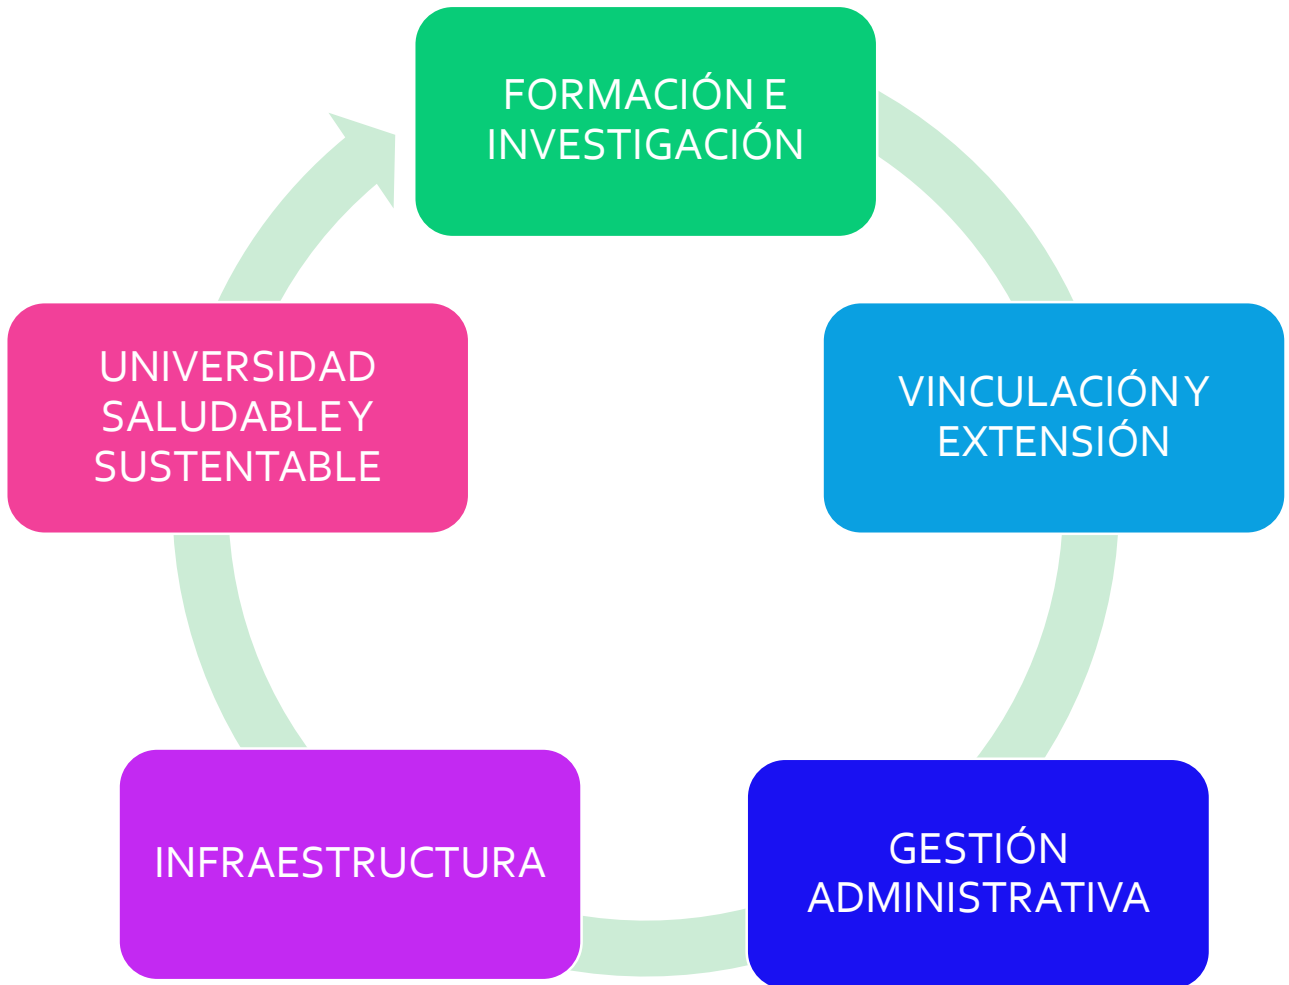 FORMACIÓN E
INVESTIGACIÓN
VINCULACIÓN Y
EXTENSIÓN
GESTIÓN
ADMINISTRATIVA
INFRAESTRUCTURA
UNIVERSIDAD
SALUDABLE Y
SUSTENTABLE